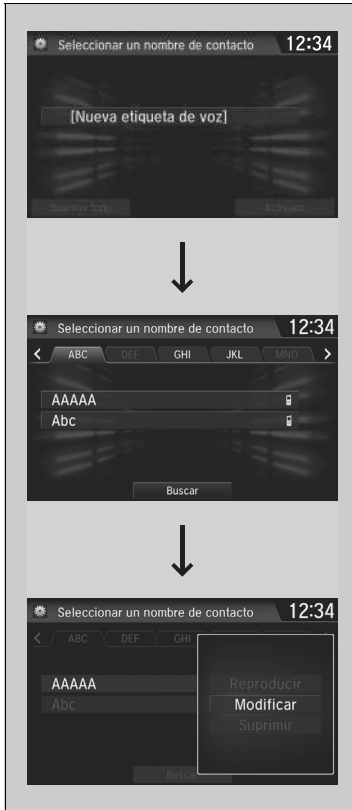 Seleccionar un nombre de contacto 12:34
[Nueva etiqueta de voz]
Seleccionar un nombre de contacto 12:34
ABC DEF GHI JKL MNO
AAAAA
Abc
Buscar
Seleccionar un nombre de contacto 12:34
ABC DEF GHI
AAAAA
Abc
Reproducir
Modificar
Suprimir
Buscar